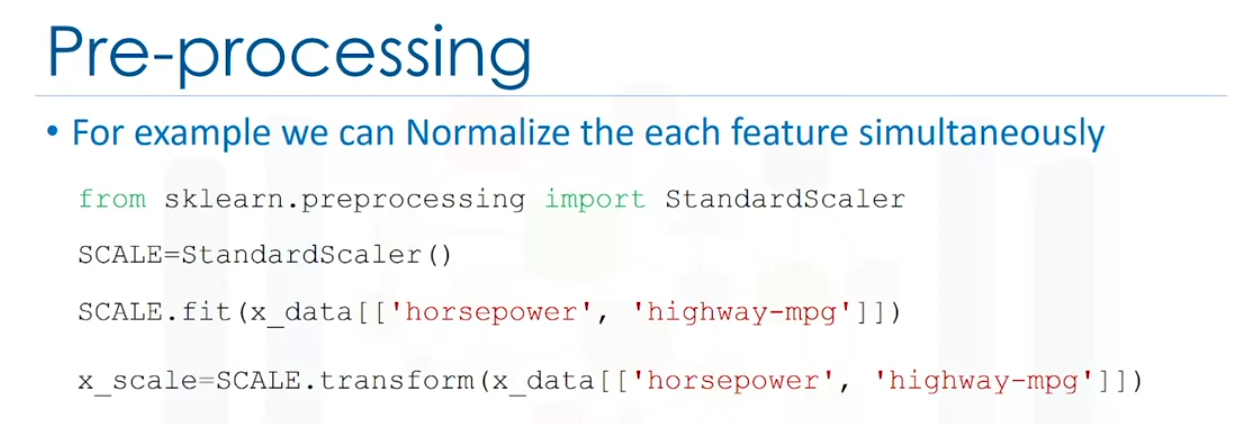 Pre-processing
• For example we can Normalize the each feature simultaneously
from sklearn.preprocessing import StandardScaler
SCALE=StandardScaler()
SCALE.fit(x_data[['horsepower', 'highway-mpg']])
x_scale=SCALE.transform(x_data[['horsepower', 'highway-mpg']])